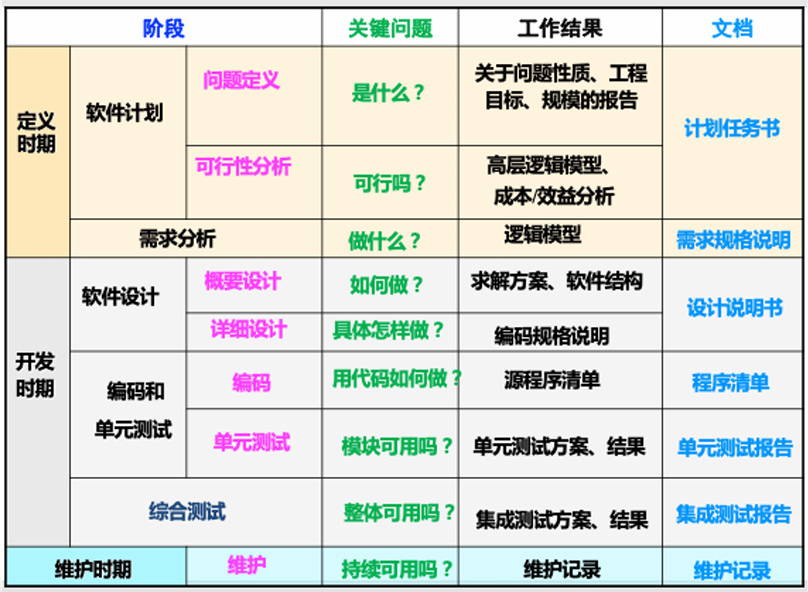 阶段 关键问题 工作结果 文档
定义
时期
软件计划
问题定义
是什么？
关于问题性质、工程
目标、规模的报告
计划任务书
可行性分析
可行吗？
高层逻辑模型、
成本/效益分析
需求分析
做什么？
逻辑模型
需求规格说明
开发
时期
软件设计
概要设计
如何做？
求解方案、软件结构
设计说明书
详细设计
具体怎样做？
编码规格说明
编码和
单元测试
编码
用代码如何做？
源程序清单
程序清单
单元测试
模块可用吗？
单元测试方案、结果
单元测试报告
综合测试
整体可用吗？
集成测试方案、结果
集成测试报告
维护时期
维护
持续可用吗？
维护记录
维护记录